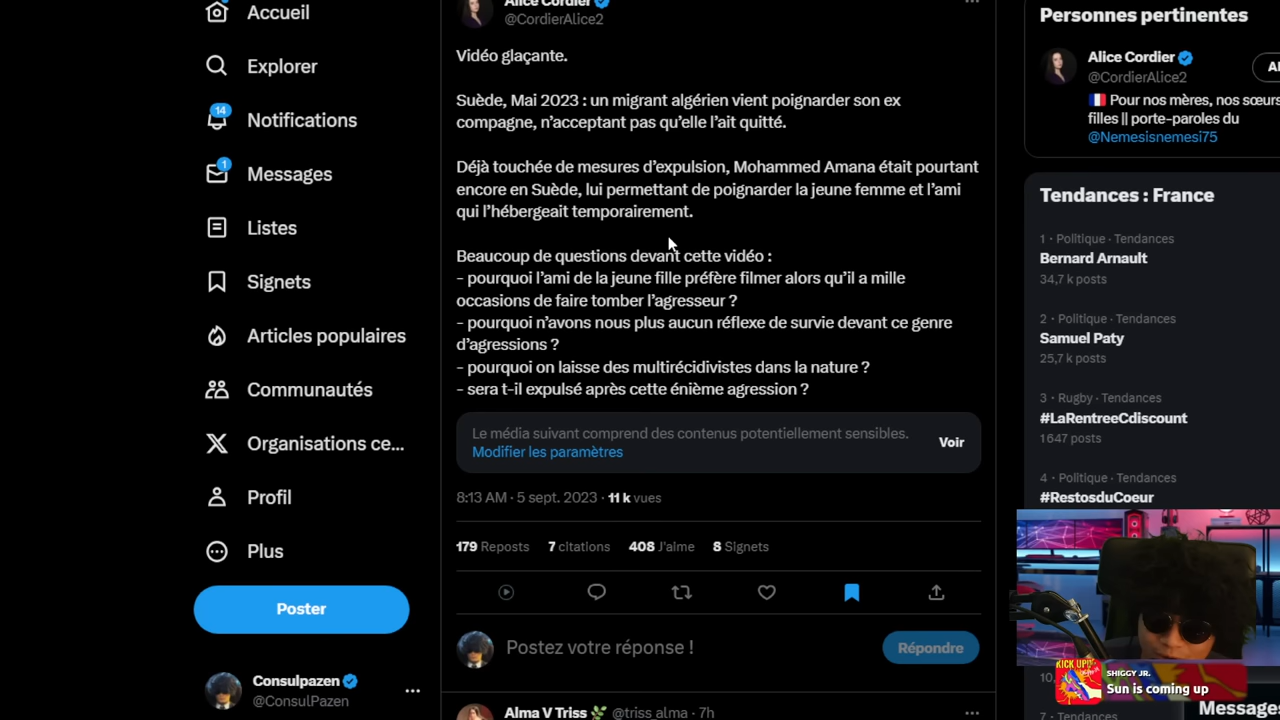 Accueil
Explorer
14
Notifications
1
Messages
Listes
Signets
Articles populaires
Communautés
Organisations ce...
Profil
Plus
Poster
Consulpazen
@ConsulPazen
Alice Cordier
@CordierAlice2
Vidéo glaçante.
Suède, Mai 2023 : un migrant algérien vient poignarder son ex
compagne, n’acceptant pas qu’elle l’ait quitté.
Déjà touchée de mesures d’expulsion, Mohammed Amana était pourtant
encore en Suède, lui permettant de poignarder la jeune femme et l’ami
qui l’hébergeait temporairement.
Beaucoup de questions devant cette vidéo :
- pourquoi l’ami de la jeune fille préfère filmer alors qu’il a mille
occasions de faire tomber l’agresseur ?
- pourquoi n’avons nous plus aucun réflexe de survie devant ce genre
d’agressions ?
- pourquoi on laisse des multirécidivistes dans la nature ?
- sera t-il expulsé après cette énième agression ?
Le média suivant comprend des contenus potentiellement sensibles.
Modifier les paramètres
Voir
8:13 AM · 5 sept. 2023 · 11 k vues
179 Reposts 7 citations 408 J’aime 8 Signets
Postez votre réponse !
Répondre
Alma V Triss @triss_alma · 7h
Personnes pertinentes
Alice Cordier
@CordierAlice2
Pour nos mères, nos sœurs
filles || porte-paroles du
@Nemesisnemesi75
Tendances : France
1 · Politique · Tendances
Bernard Arnault
34,7 k posts
2 · Politique · Tendances
Samuel Paty
25,7 k posts
3 · Rugby · Tendances
#LaRentreeCdiscount
1647 posts
4 · Politique · Tendances
#RestosduCoeur
KICK UP!!
SHIGGY JR.
Sun is coming up
10
Messages
7 · Tendances